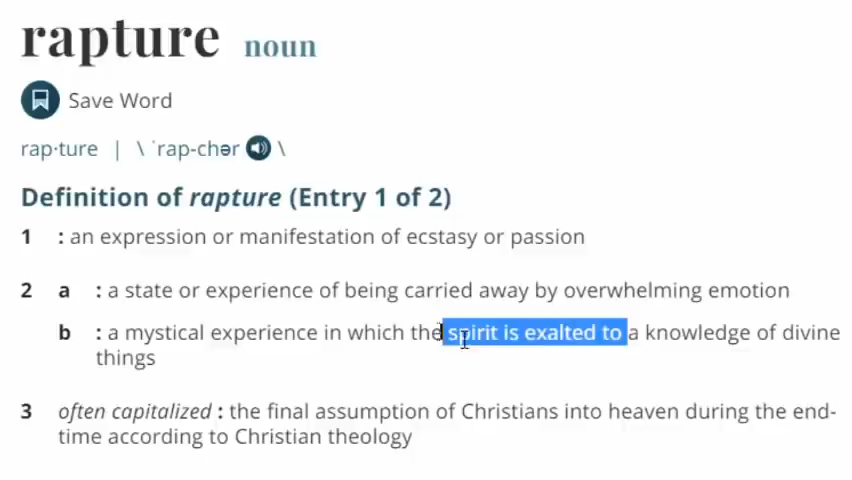 rapture noun
Save Word
rap·ture | \ ˈrap-chər \
Definition of rapture (Entry 1 of 2)
1 : an expression or manifestation of ecstasy or passion
2 a : a state or experience of being carried away by overwhelming emotion
b : a mystical experience in which the spirit is exalted to a knowledge of divine
things
3 often capitalized : the final assumption of Christians into heaven during the end-
time according to Christian theology